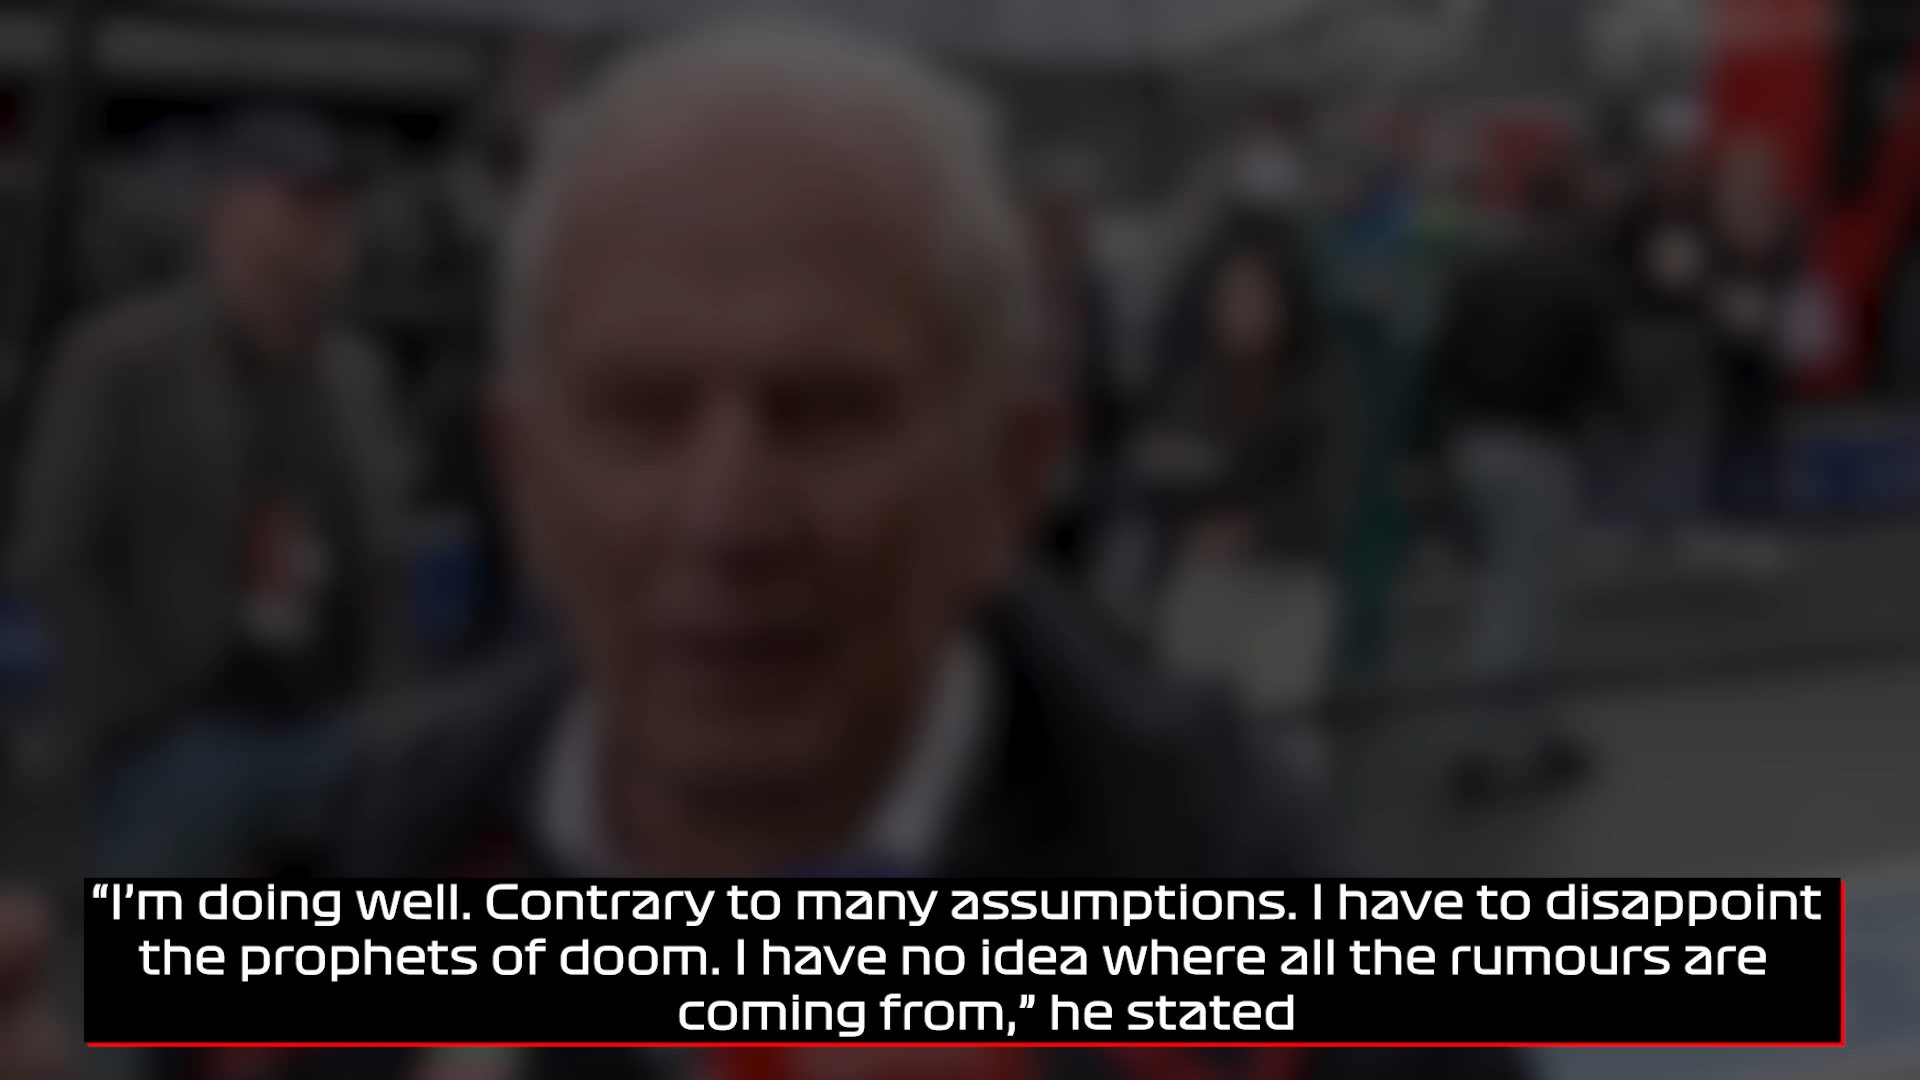 “I’m doing well. Contrary to many assumptions. I have to disappoint
the prophets of doom. I have no idea where all the rumours are
coming from,” he stated